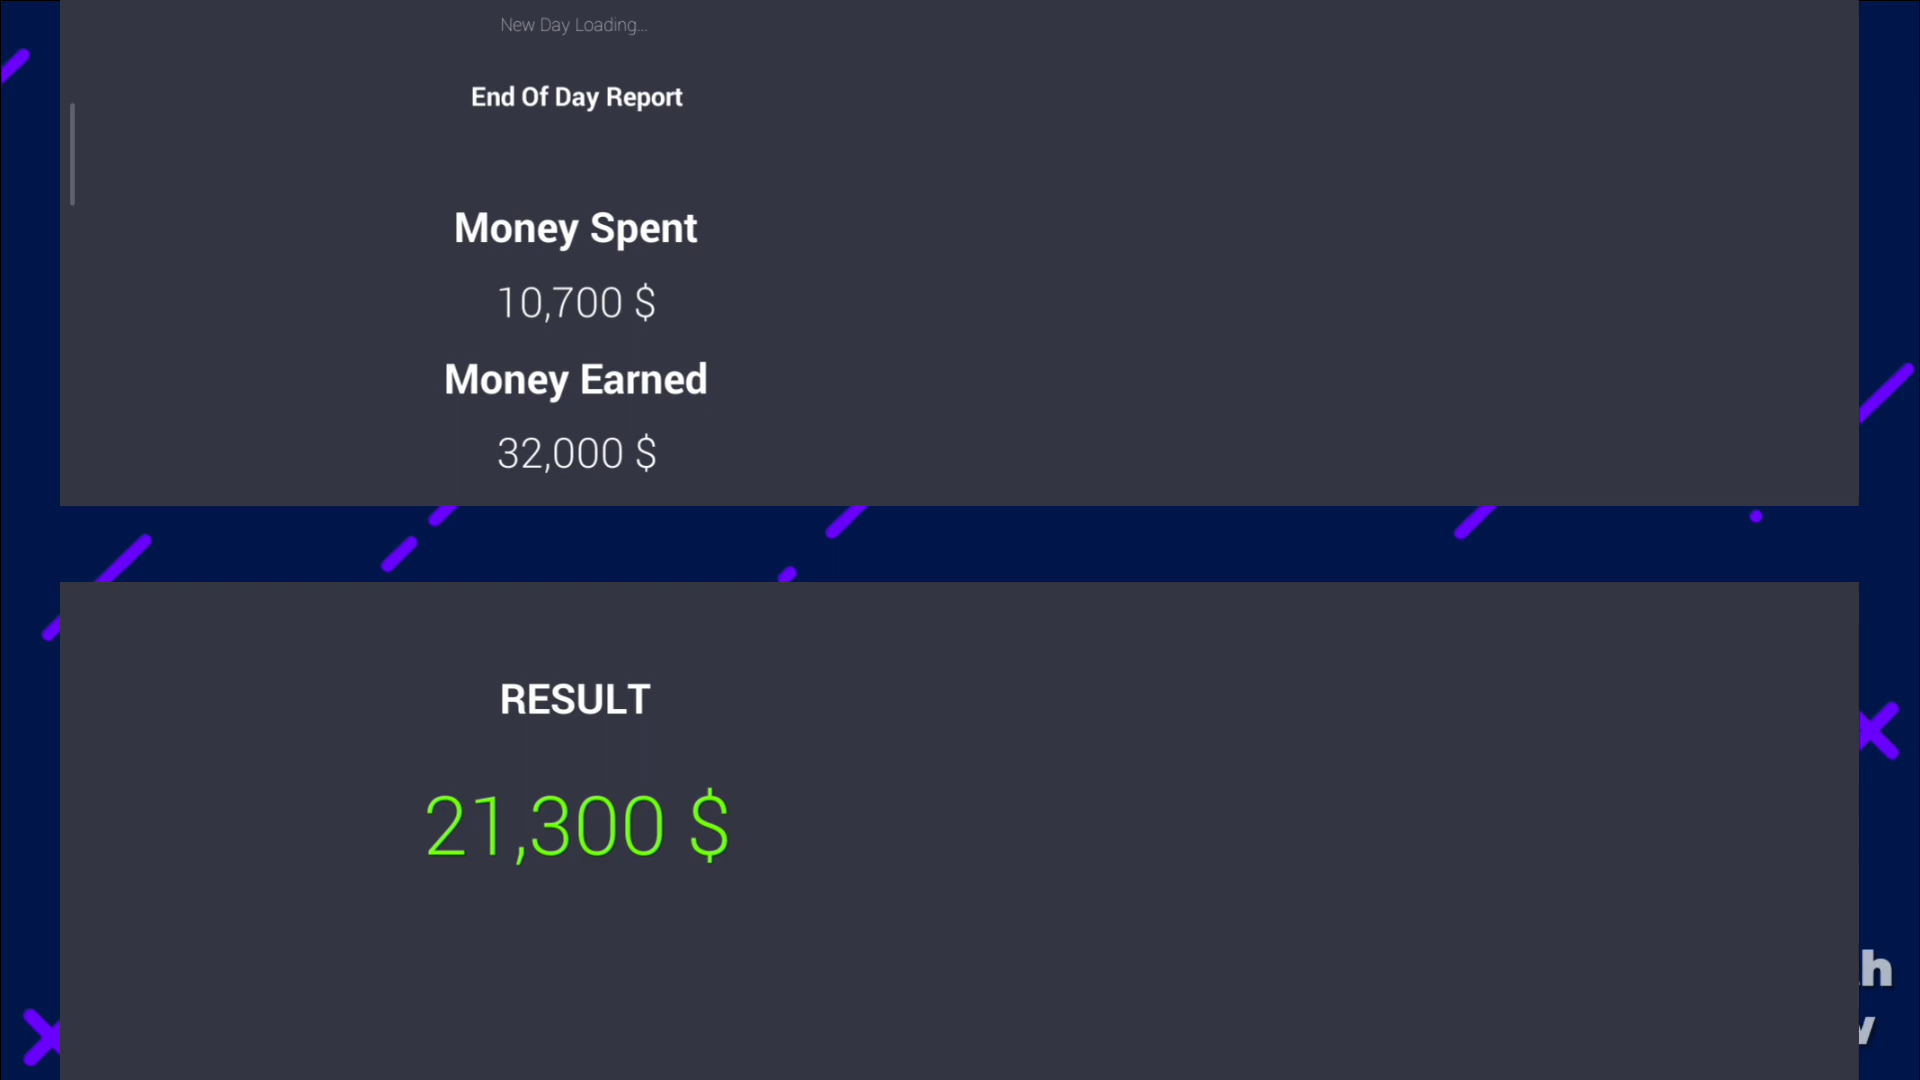 New Day Loading...
End Of Day Report
Money Spent
10,700 $
Money Earned
32,000 $
RESULT
21,300 $